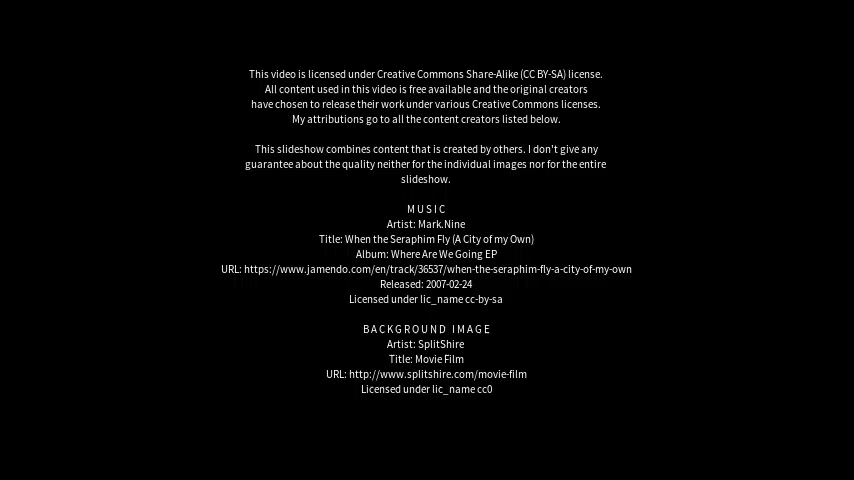 This video is licensed under Creative Commons Share-Alike (CC BY-SA) license.
All content used in this video is free available and the original creators
have chosen to release their work under various Creative Commons licenses.
My attributions go to all the content creators listed below.
This slideshow combines content that is created by others. I don't give any
guarantee about the quality neither for the individual images nor for the entire
slideshow.
MUSIC
Artist: Mark.Nine
Title: When the Seraphim Fly (A City of my Own)
Album: Where Are We Going EP
URL: https://www.jamendo.com/en/track/36537/when-the-seraphim-fly-a-city-of-my-own
Released: 2007-02-24
Licensed under lic_name cc-by-sa
BACKGROUND IMAGE
Artist: SplitShire
Title: Movie Film
URL: http://www.splitshire.com/movie-film
Licensed under lic_name cc0